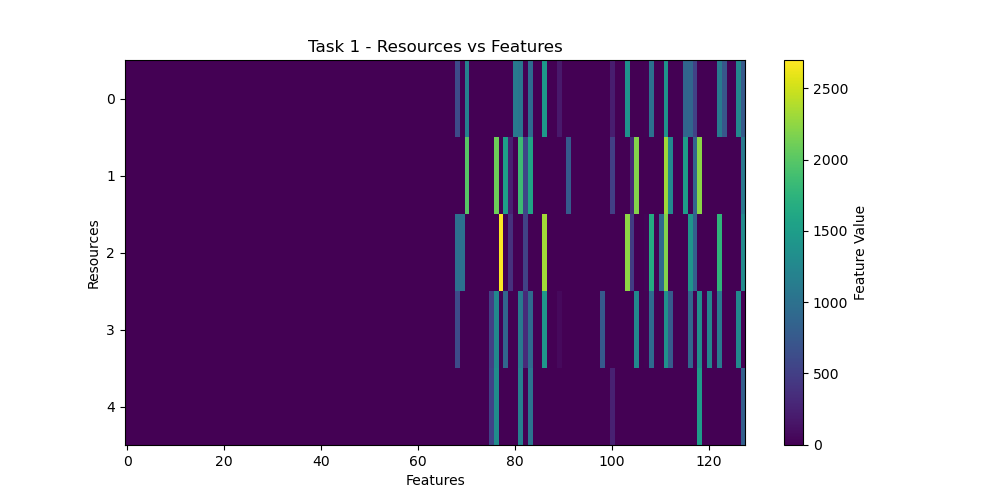 Task 1 - Resources vs Features
Resources
0
1
2
3
4
0 20 40 60 80 100 120
Features
2500
2000
1500
1000
500
0
Feature Value